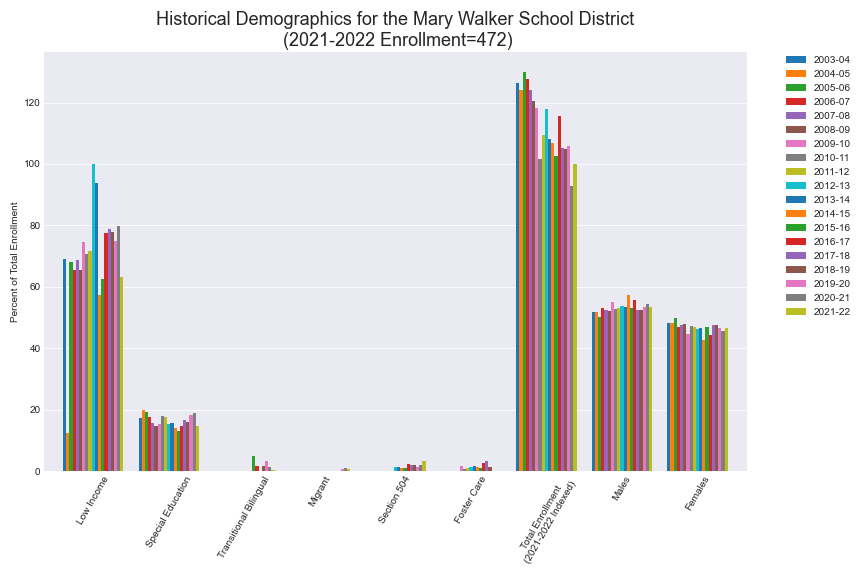 Historical Demographics for the Mary Walker School District
(2021-2022 Enrollment=472)
Percent of Total Enrollment
120
100
80
60
40
20
0
Low Income
Special Education
Transitional Bilingual
Migrant
Section 504
Foster Care
Total Enrollment
(2021-2022 Indexed)
Males
Females
2003-04
2004-05
2005-06
2006-07
2007-08
2008-09
2009-10
2010-11
2011-12
2012-13
2013-14
2014-15
2015-16
2016-17
2017-18
2018-19
2019-20
2020-21
2021-22